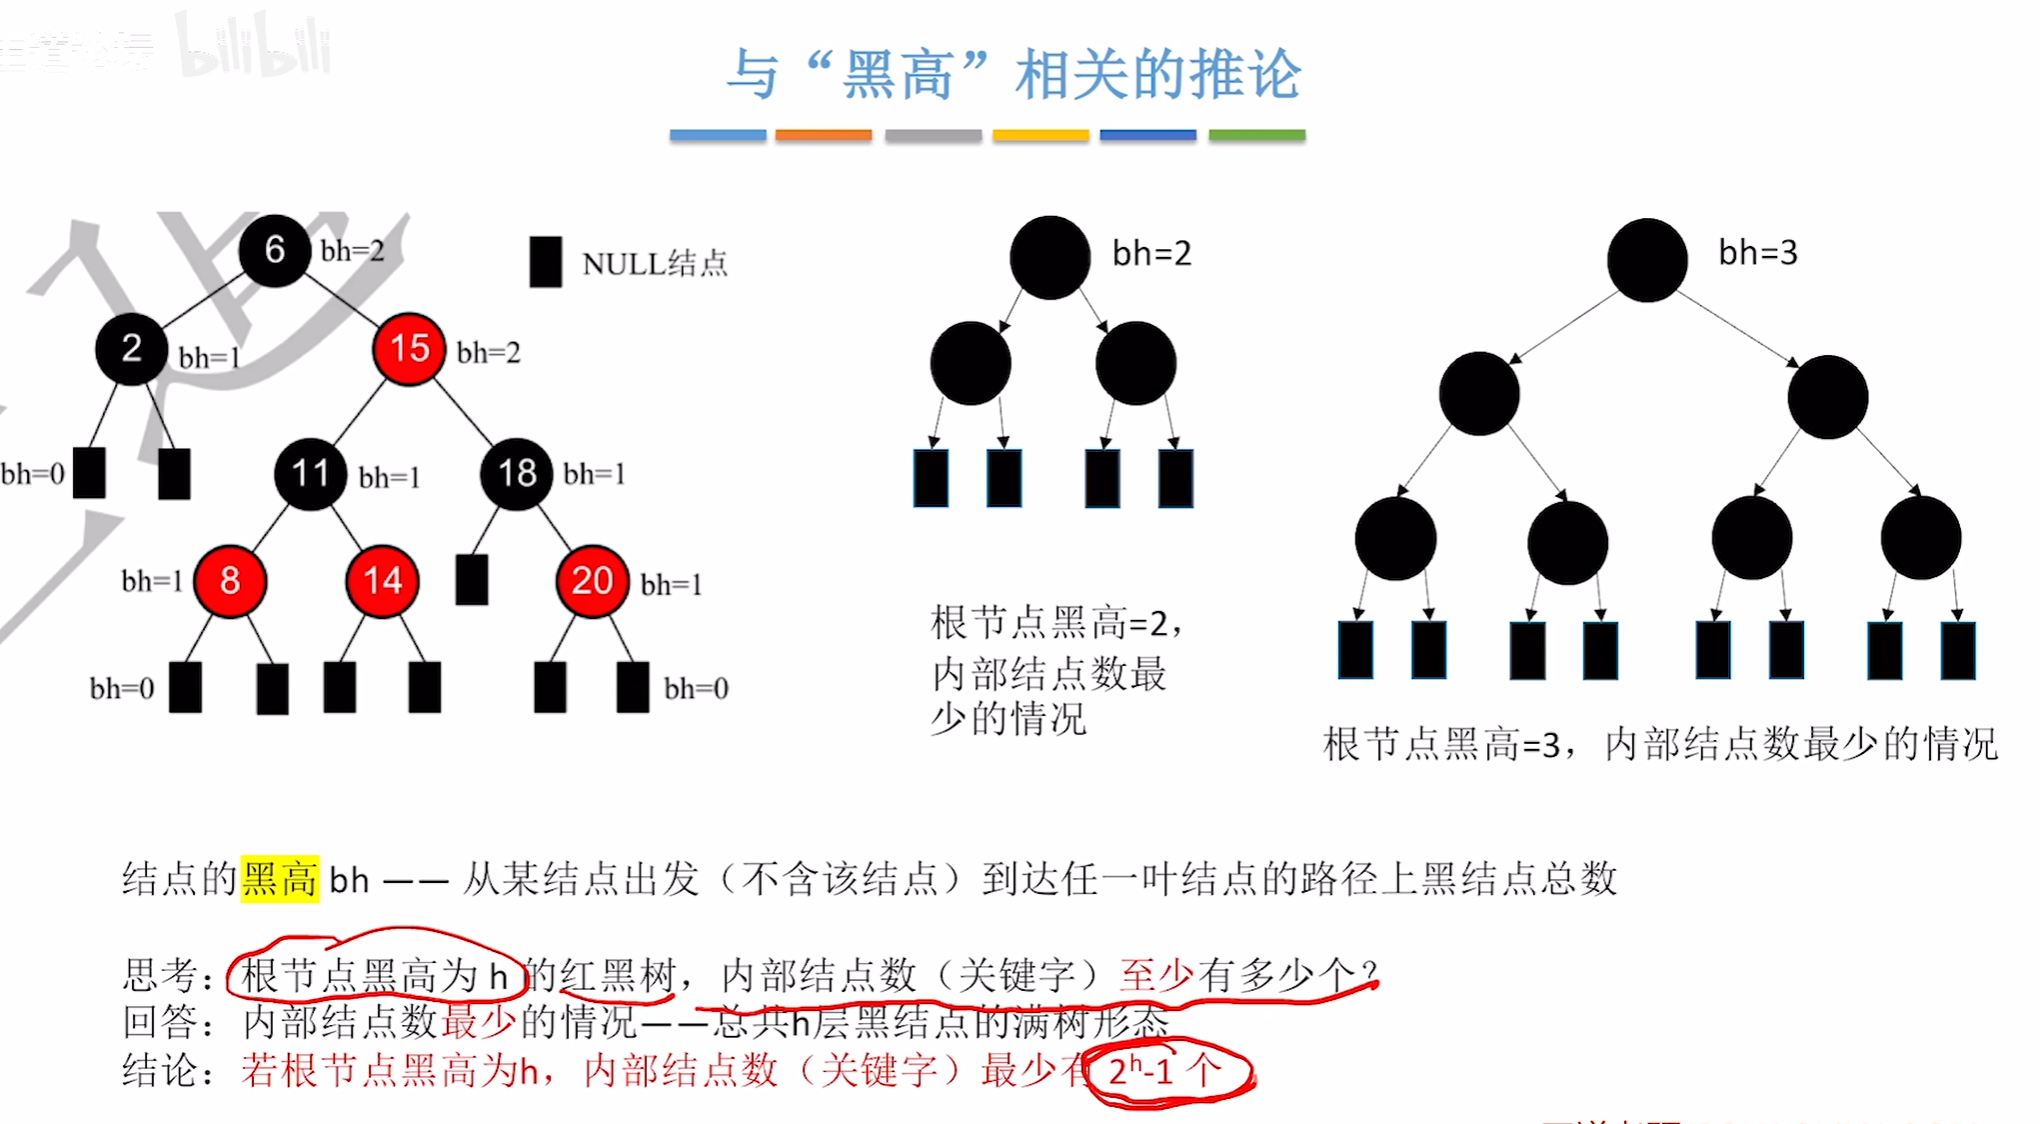 bilibili
与“黑高”相关的推论
6 bh=2
NULL结点
2 bh=1
15 bh=2
bh=0
11 bh=1
18 bh=1
bh=1 8
14
20 bh=1
bh=0
bh=0
bh=2
根节点黑高=2，
内部结点数最
少的情况
bh=3
根节点黑高=3，内部结点数最少的情况
结点的黑高 bh —— 从某结点出发（不含该结点）到达任一叶结点的路径上黑结点总数
思考：根节点黑高为 h 的红黑树，内部结点数（关键字）至少有多少个？
回答：内部结点数最少的情况——总共h层黑结点的满树形态
结论：若根节点黑高为h，内部结点数（关键字）最少有 2ʰ-1 个